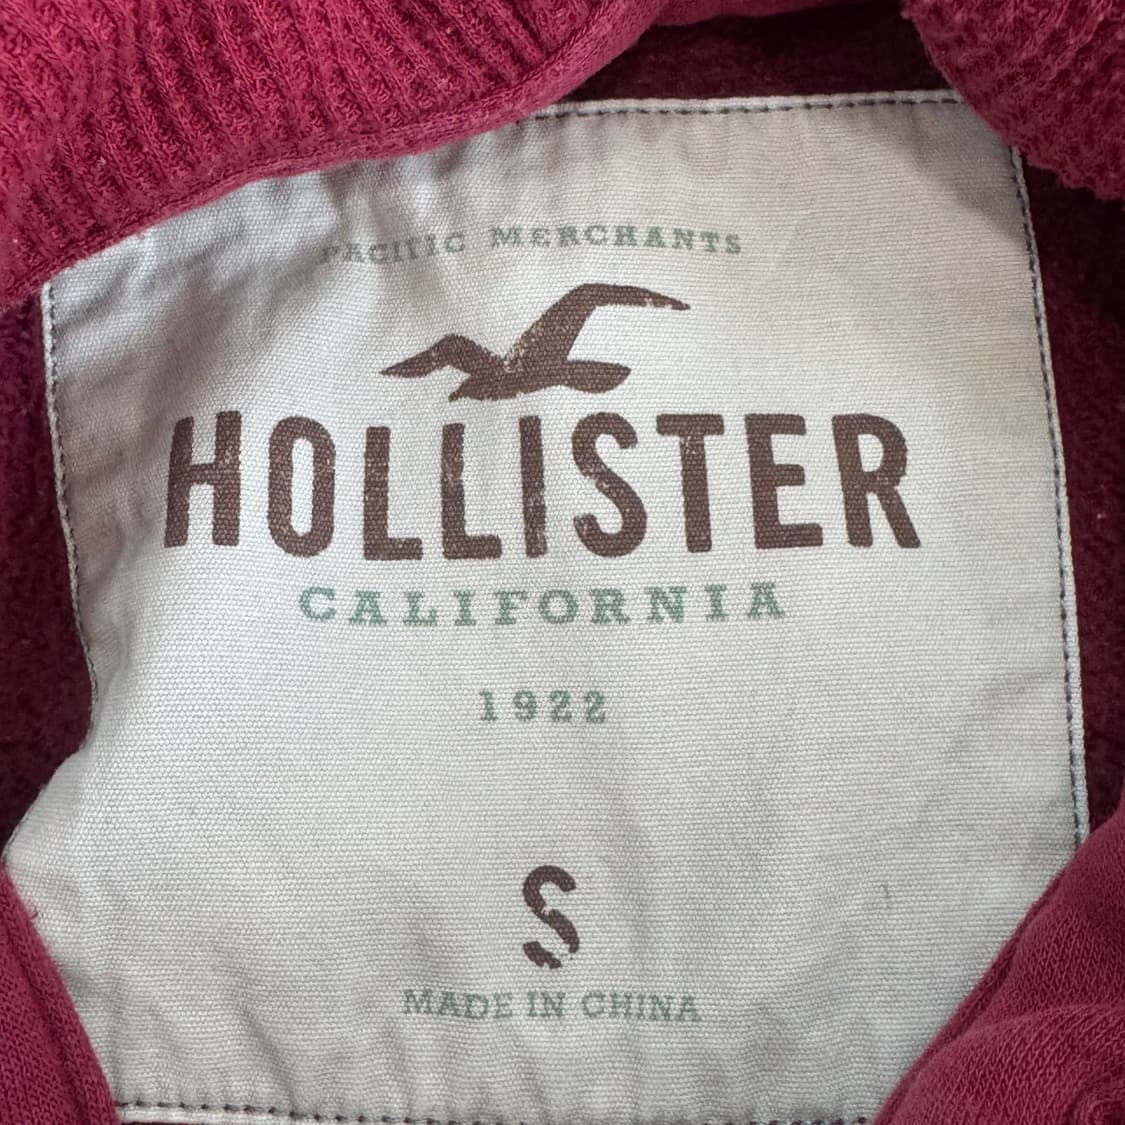 PACIFIC MERCHANTS
HOLLISTER
CALIFORNIA
1922
S
MADE IN CHINA